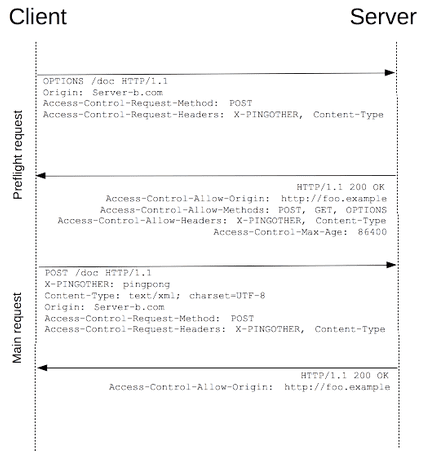 Client
Server
OPTIONS /doc HTTP/1.1
Origin: Server-b.com
Access-Control-Request-Method: POST
Access-Control-Request-Headers: X-PINGOTHER, Content-Type
Preflight request
HTTP/1.1 200 OK
Access-Control-Allow-Origin: http://foo.example
Access-Control-Allow-Methods: POST, GET, OPTIONS
Access-Control-Allow-Headers: X-PINGOTHER, Content-Type
Access-Control-Max-Age: 86400
POST /doc HTTP/1.1
X-PINGOTHER: pingpong
Content-Type: text/xml; charset=UTF-8
Origin: Server-b.com
Access-Control-Request-Method: POST
Access-Control-Request-Headers: X-PINGOTHER, Content-Type
Main request
HTTP/1.1 200 OK
Access-Control-Allow-Origin: http://foo.example